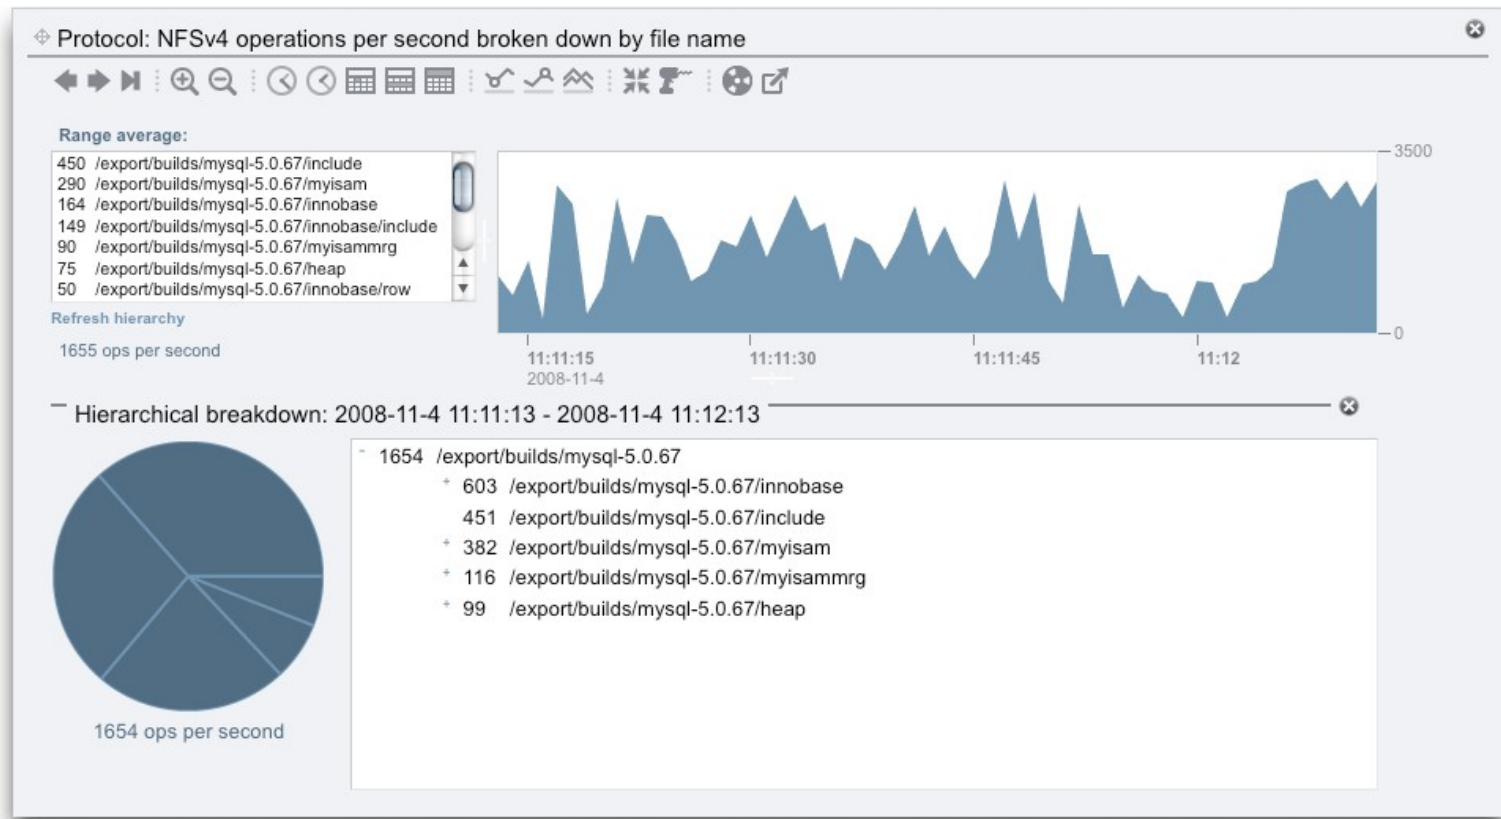 Protocol: NFSv4 operations per second broken down by file name
Range average:
450 /export/builds/mysql-5.0.67/include
290 /export/builds/mysql-5.0.67/myisam
164 /export/builds/mysql-5.0.67/innobase
149 /export/builds/mysql-5.0.67/innobase/include
90 /export/builds/mysql-5.0.67/myisammrg
75 /export/builds/mysql-5.0.67/heap
50 /export/builds/mysql-5.0.67/innobase/row
Refresh hierarchy
1655 ops per second
3500
0
11:11:15 11:11:30 11:11:45 11:12
2008-11-4
Hierarchical breakdown: 2008-11-4 11:11:13 - 2008-11-4 11:12:13
- 1654 /export/builds/mysql-5.0.67
+ 603 /export/builds/mysql-5.0.67/innobase
451 /export/builds/mysql-5.0.67/include
+ 382 /export/builds/mysql-5.0.67/myisam
+ 116 /export/builds/mysql-5.0.67/myisammrg
+ 99 /export/builds/mysql-5.0.67/heap
1654 ops per second